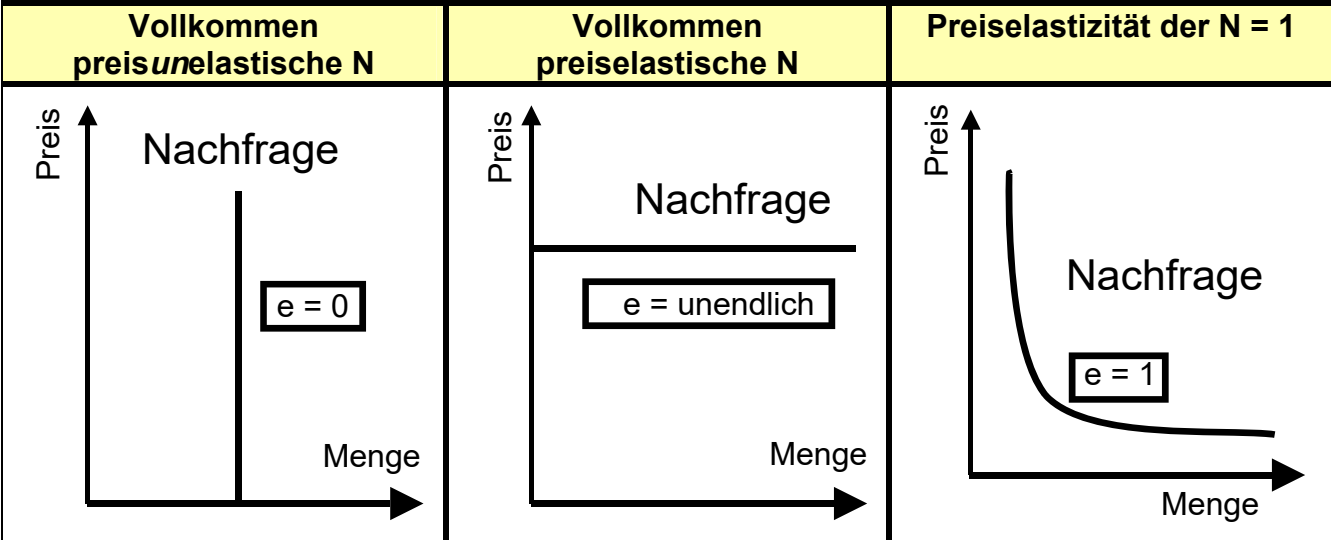 Vollkommen
preisunelastische N
Vollkommen
preiselastische N
Preiselastizität der N = 1
Preis
Nachfrage
e = 0
Menge
Preis
Nachfrage
e = unendlich
Menge
Preis
Nachfrage
e = 1
Menge